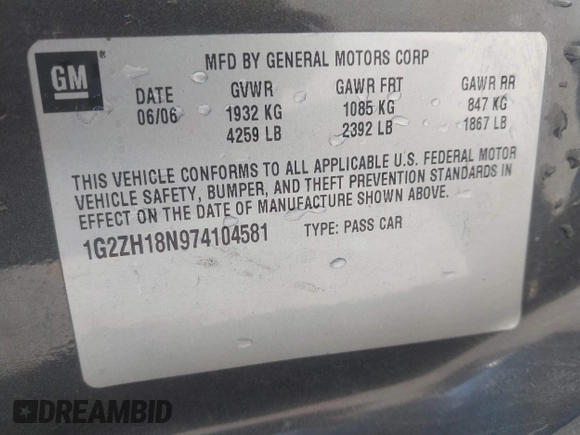 GM
MFD BY GENERAL MOTORS CORP
DATE GVWR GAWR FRT GAWR RR
06/06 1932 KG 1085 KG 847 KG
4259 LB 2392 LB 1867 LB
THIS VEHICLE CONFORMS TO ALL APPLICABLE U.S. FEDERAL MOTOR
VEHICLE SAFETY, BUMPER, AND THEFT PREVENTION STANDARDS IN
EFFECT ON THE DATE OF MANUFACTURE SHOWN ABOVE.
1G2ZH18N974104581 TYPE: PASS CAR
DREAMBID